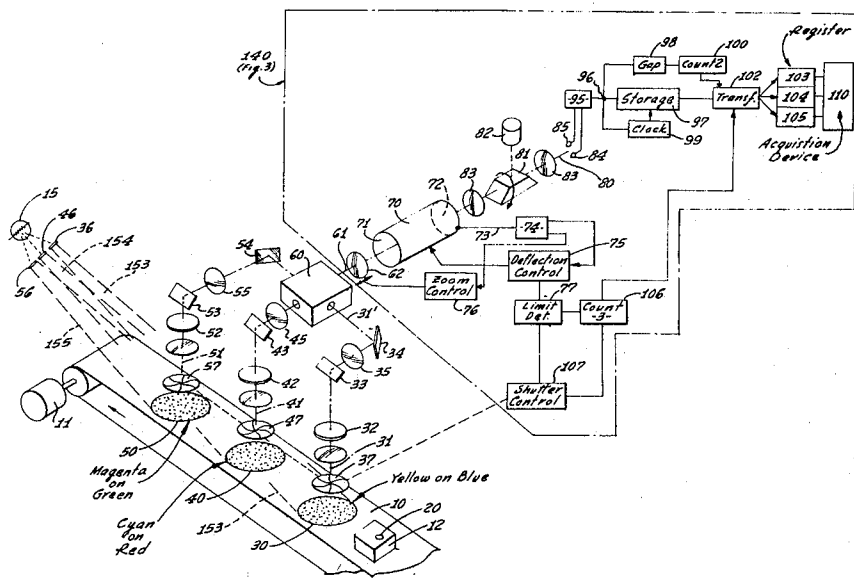 140
(Fig. 3)
98
Gap
100
Count 2
Register
96
-95-
Storage
97
Clock
99
102
Transf.
103
104
105
110
Acquistion
Device
82
81
85
84
83
80
83
72
70
71
73
-74-
75
Deflection
Control
Zoom
Control
76
77
Limit
Det.
Count
-3-
106
107
Shutter
Control
15
46
36
154
153
56
155
54
60
61
62
55
53
52
51
57
45
43
42
41
47
31'
34
35
33
32
31
37
11
50
Magenta
on
Green
Cyan
on
Red
40
153
30
Yellow on Blue
10
20
12